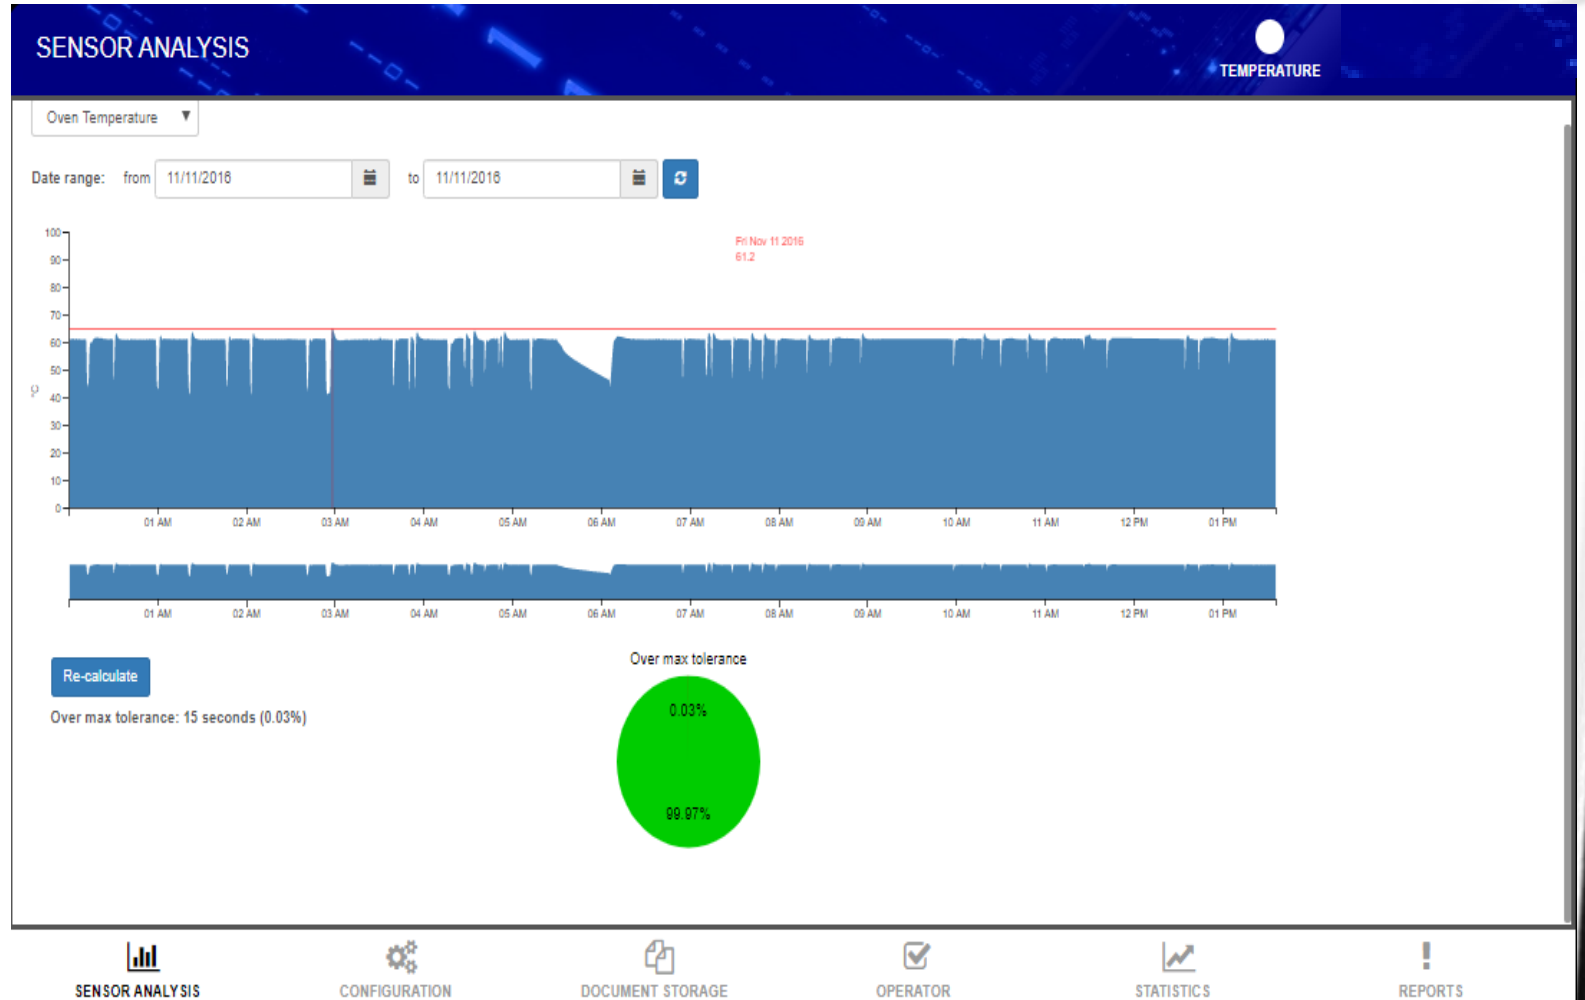 SENSOR ANALYSIS
TEMPERATURE
Oven Temperature
Date range: from 11/11/2016 to 11/11/2016
Fri Nov 11 2016
61.2
100
90
80
70
60
50
40
30
20
10
0
°C
01 AM 02 AM 03 AM 04 AM 05 AM 06 AM 07 AM 08 AM 09 AM 10 AM 11 AM 12 PM 01 PM
01 AM 02 AM 03 AM 04 AM 05 AM 06 AM 07 AM 08 AM 09 AM 10 AM 11 AM 12 PM 01 PM
Re-calculate
Over max tolerance: 15 seconds (0.03%)
Over max tolerance
0.03%
99.97%
SENSOR ANALYSIS CONFIGURATION DOCUMENT STORAGE OPERATOR STATISTICS REPORTS